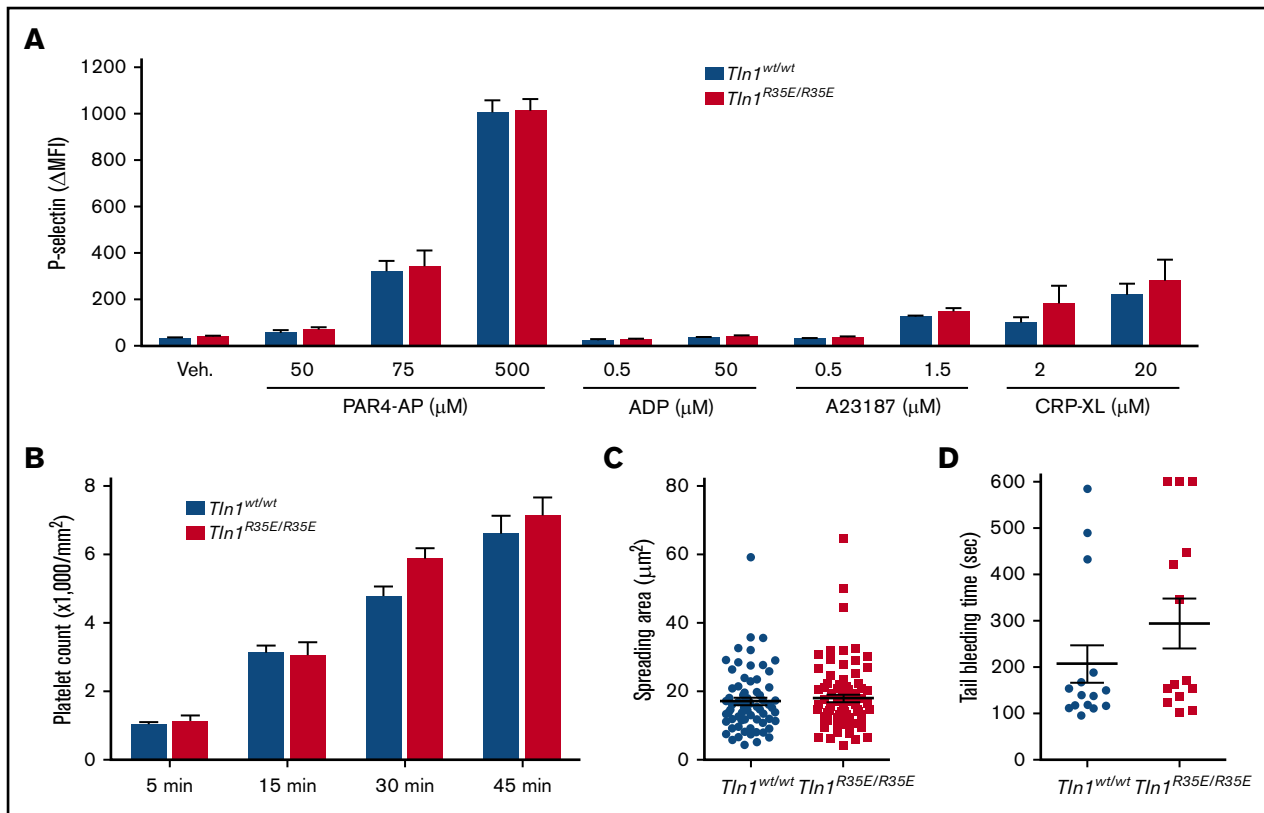 A
1200
1000
800
600
400
200
0
P-selectin (ΔMFI)
Tln1wt/wt
Tln1R35E/R35E
Veh. 50 75 500 0.5 50 0.5 1.5 2 20
PAR4-AP (μM) ADP (μM) A23187 (μM) CRP-XL (μM)
B
8
6
4
2
0
Platelet count (x1,000/mm2)
Tln1wt/wt
Tln1R35E/R35E
5 min 15 min 30 min 45 min
C
80
60
40
20
0
Spreading area (μm2)
Tln1wt/wt Tln1R35E/R35E
D
600
500
400
300
200
100
0
Tail bleeding time (sec)
Tln1wt/wt Tln1R35E/R35E